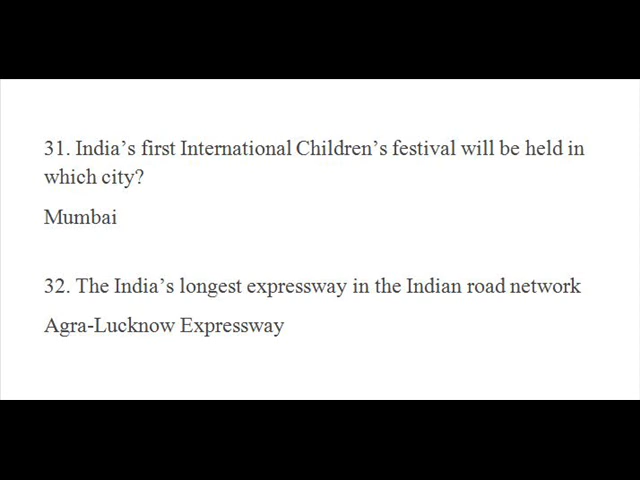 31. India’s first International Children’s festival will be held in
which city?
Mumbai
32. The India’s longest expressway in the Indian road network
Agra-Lucknow Expressway